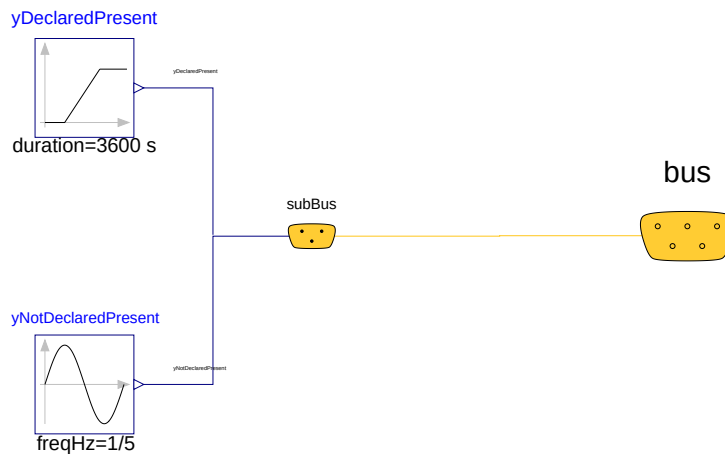 yDeclaredPresent
yDeclaredPresent
duration=3600 s
bus
subBus
yNotDeclaredPresent
yNotDeclaredPresent
freqHz=1/5